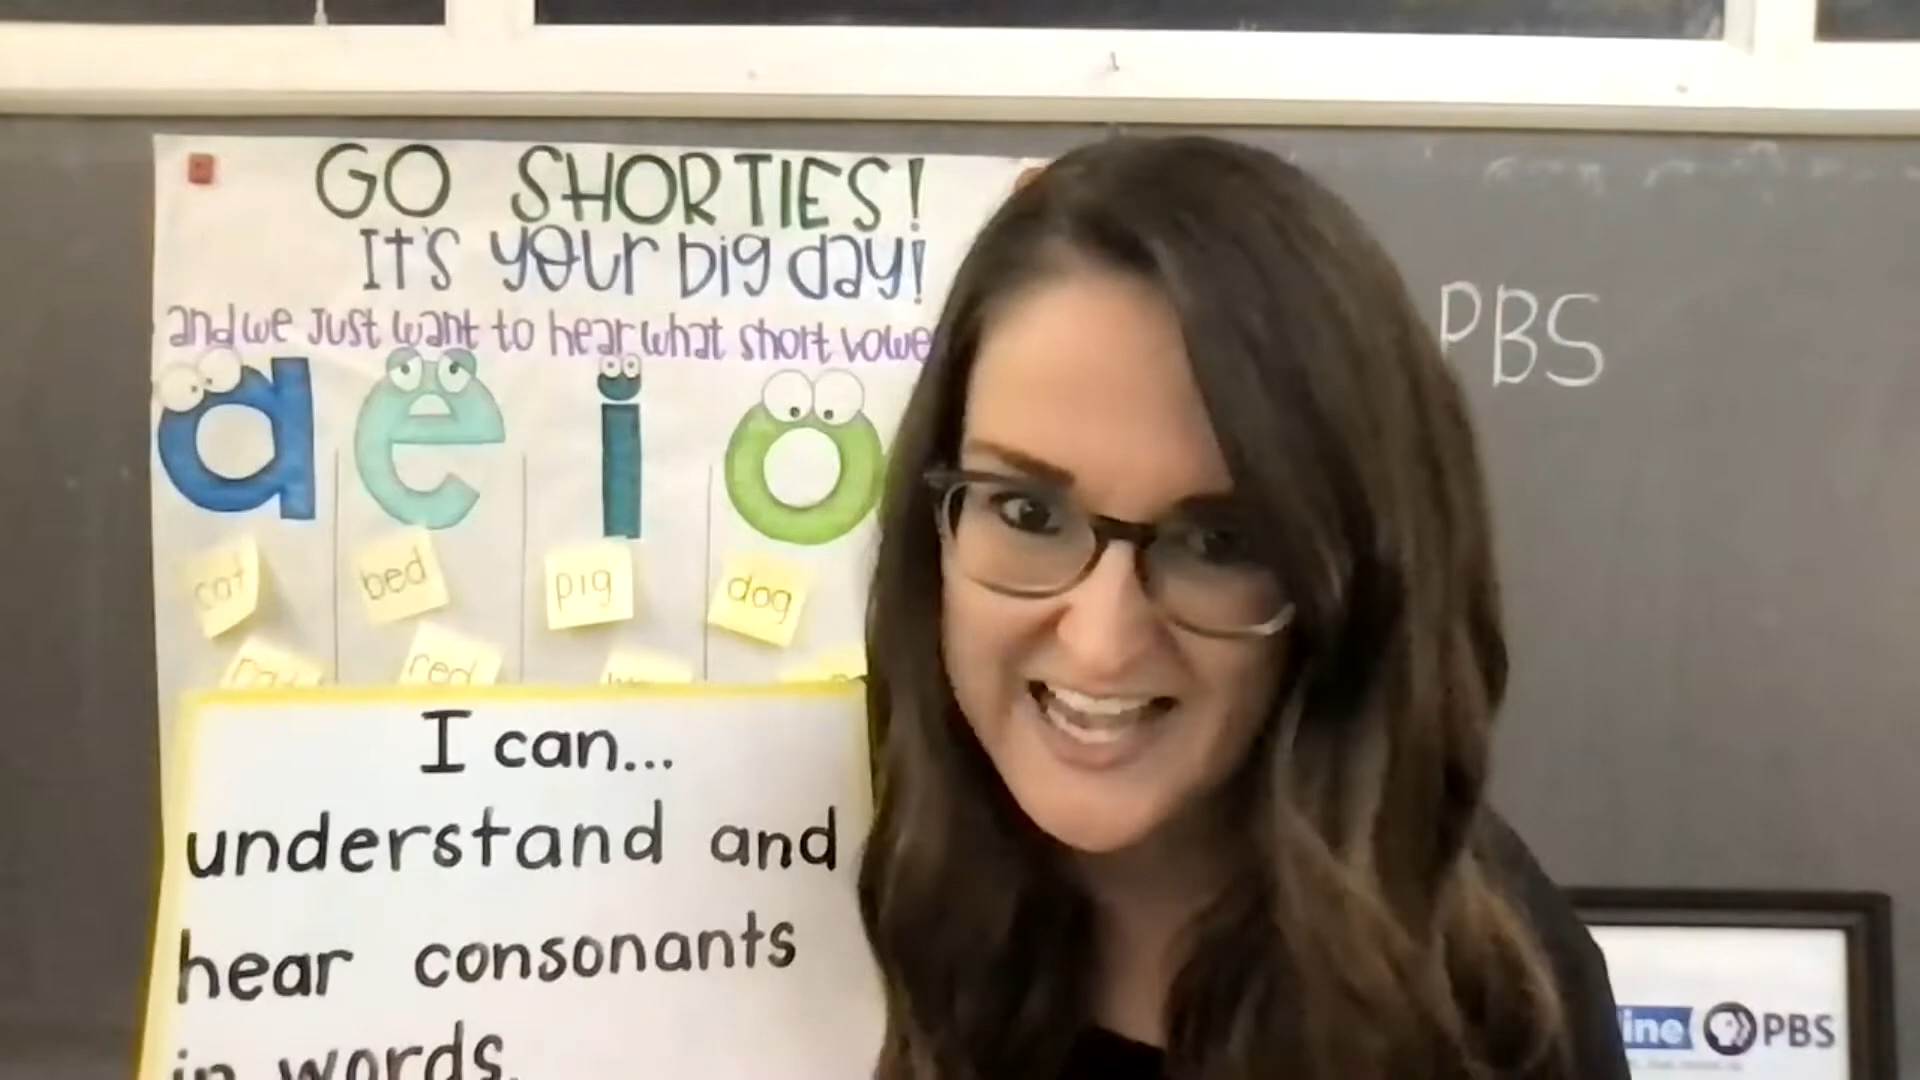 GO SHORTIES!
IT'S your big day!
and we just want to hear what short
PBS
a e i o
cat bed pig dog
red
I can...
understand and
hear consonants
in words.
PBS